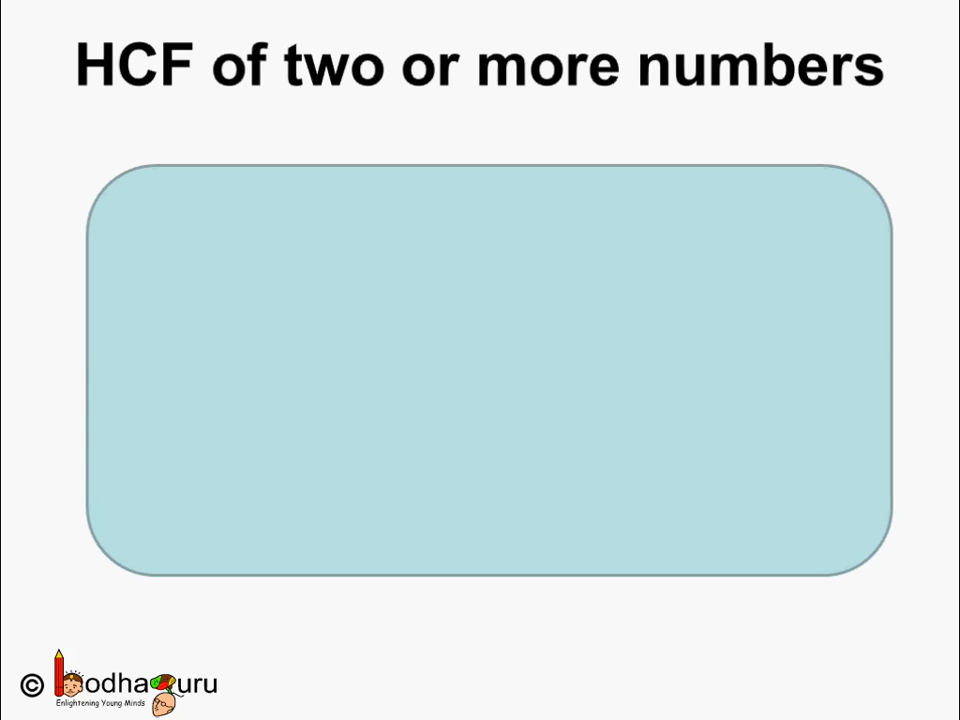 HCF of two or more numbers
© bodhaGuru
Enlightening Young Minds